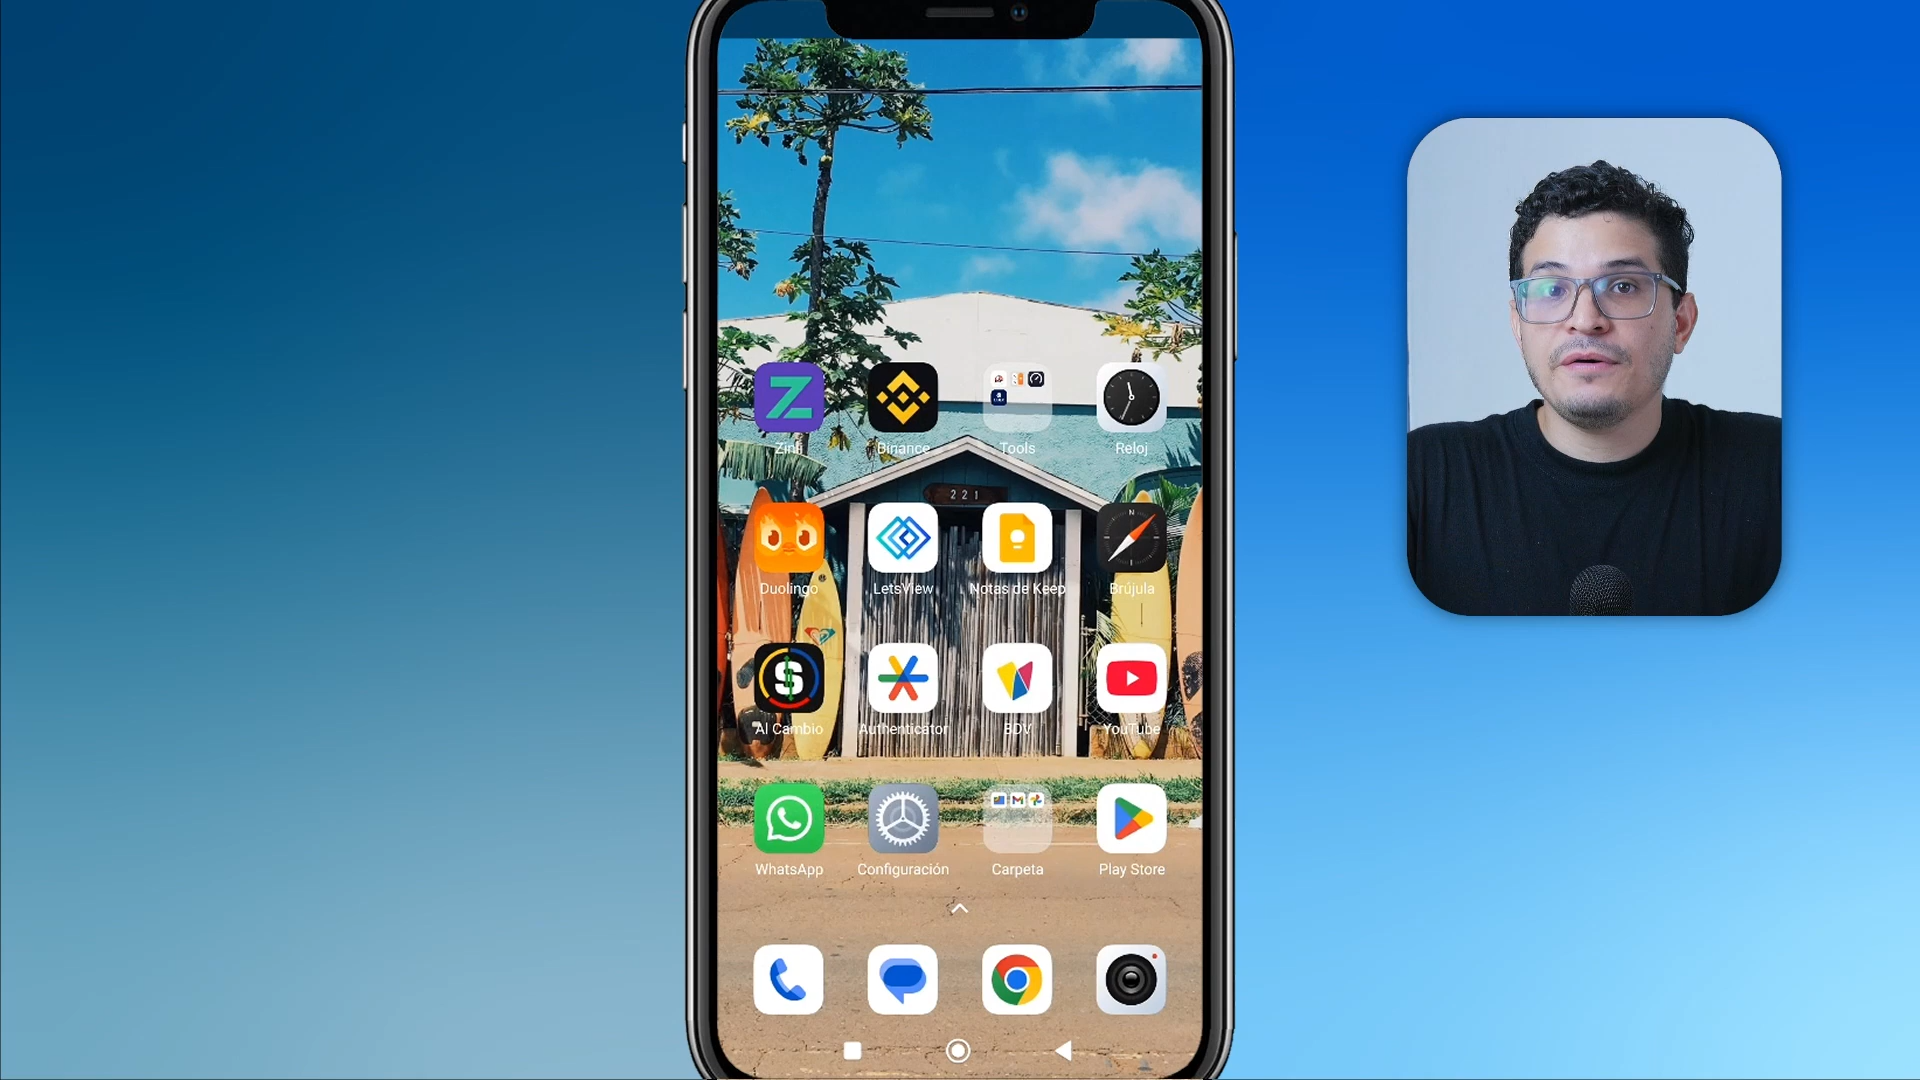 Zinli
Binance
Tools
Reloj
221
N
Duolingo
LetsView
Notas de Keep
Brújula
Al Cambio
Authenticator
BDV
YouTube
WhatsApp
Configuración
Carpeta
Play Store